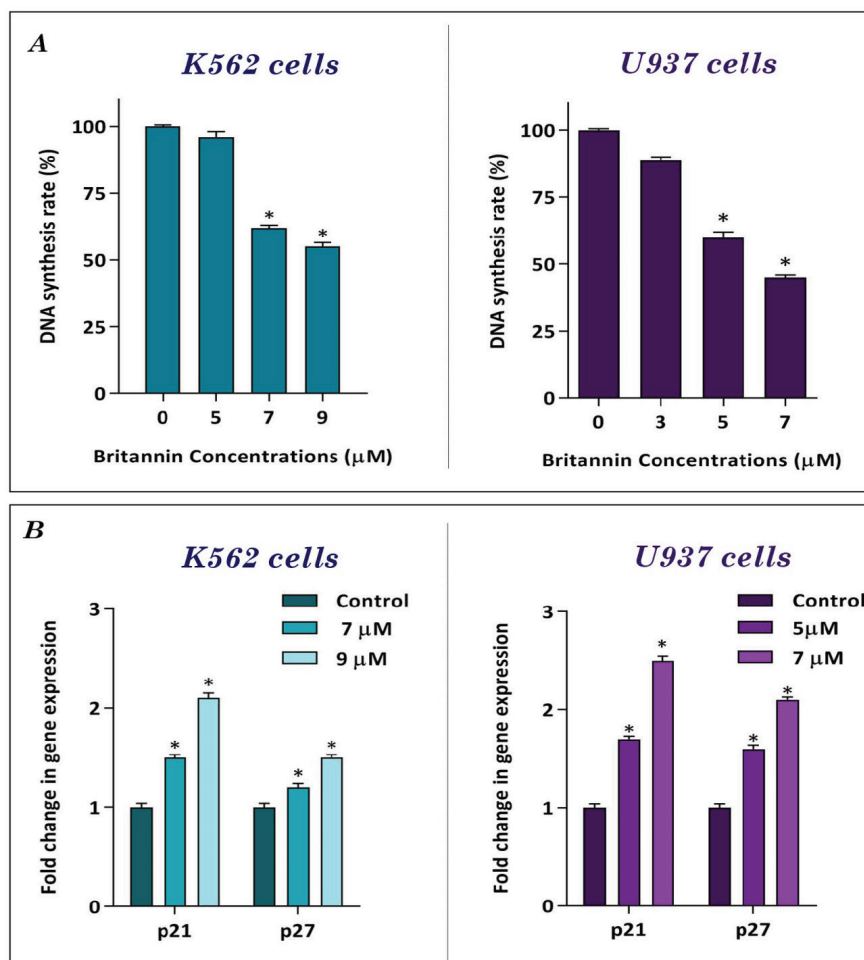 A
K562 cells
DNA synthesis rate (%)
100
75
50
25
0
*
*
0 5 7 9
Britannin Concentrations (μM)
U937 cells
DNA synthesis rate (%)
100
75
50
25
0
*
*
0 3 5 7
Britannin Concentrations (μM)
B
K562 cells
Control
7 μM
9 μM
Fold change in gene expression
3
2
1
0
*
*
*
*
p21 p27
U937 cells
Control
5μM
7 μM
Fold change in gene expression
3
2
1
0
*
*
*
*
p21 p27